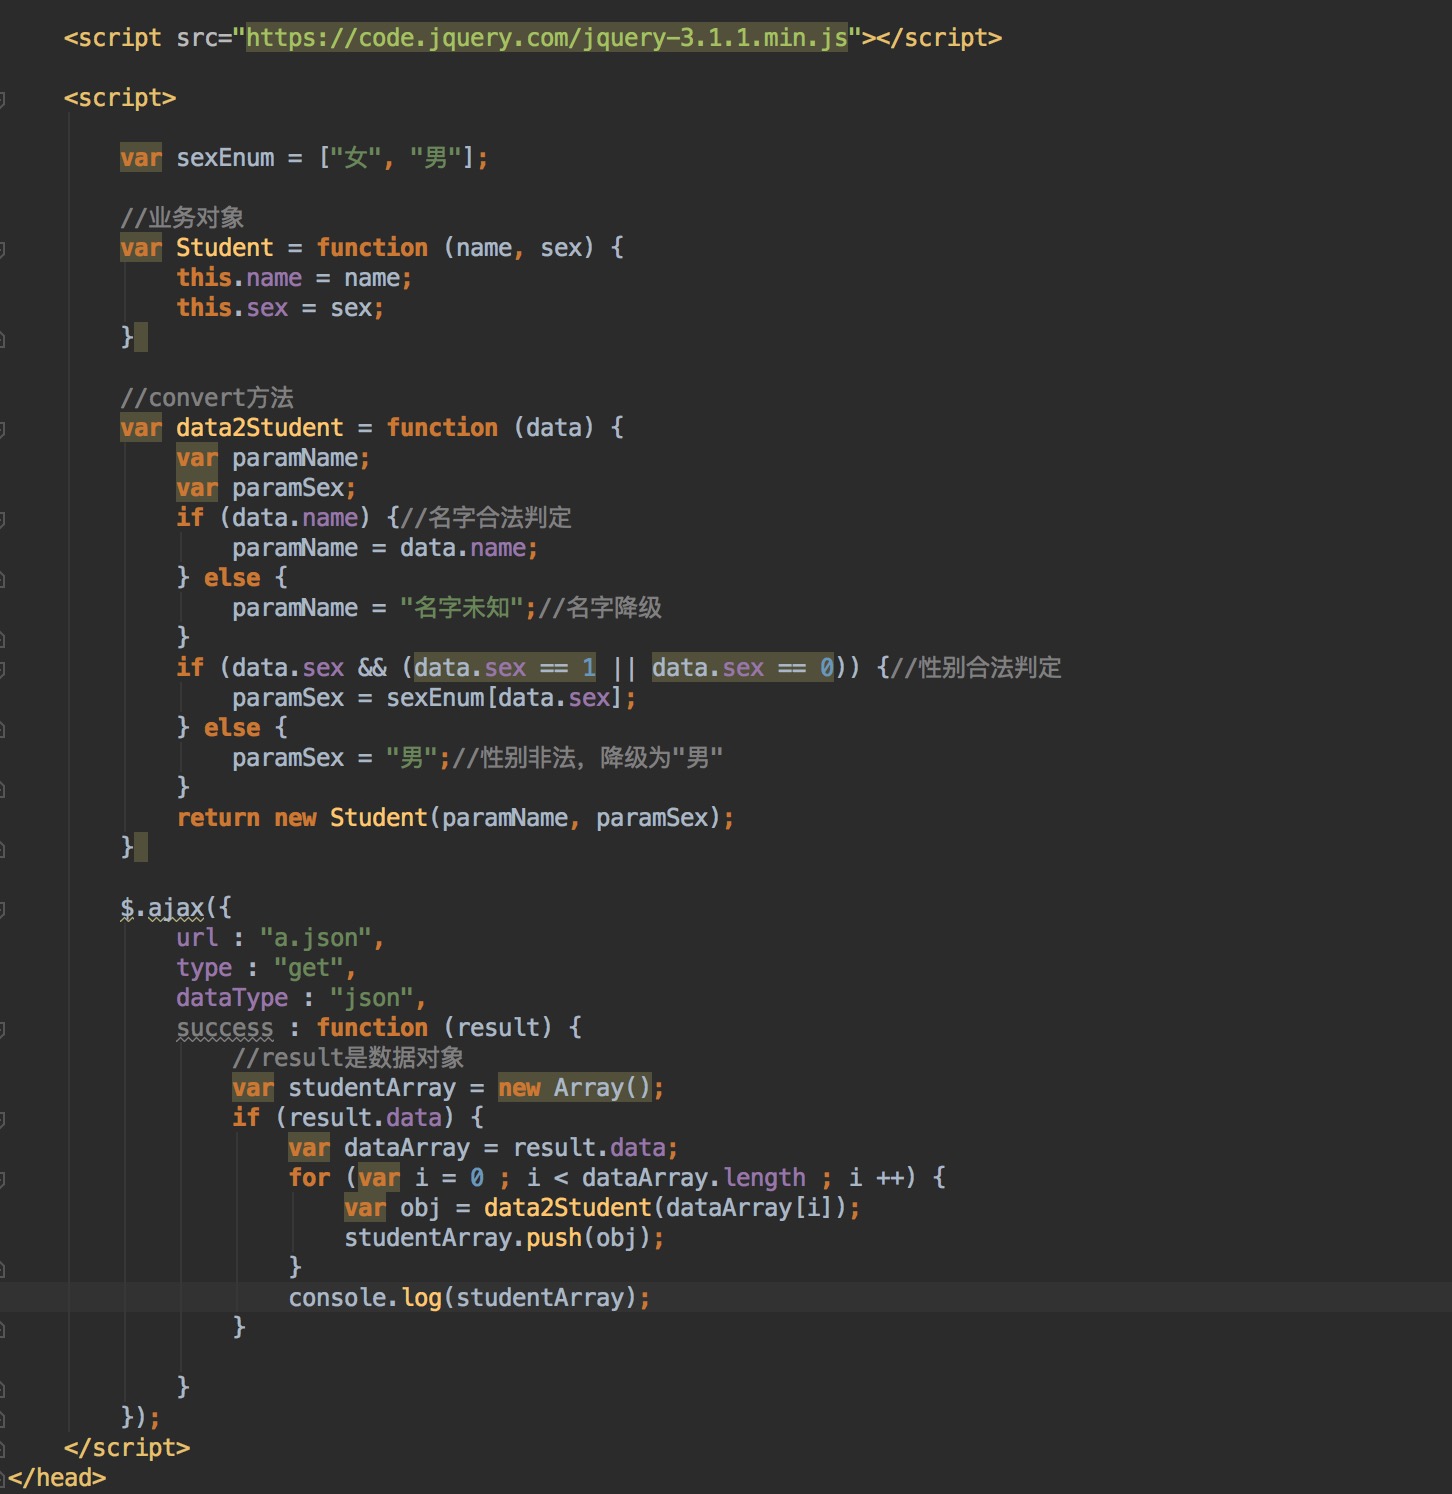 <script src="https://code.jquery.com/jquery-3.1.1.min.js"></script>
<script>
var sexEnum = ["女", "男"];
//业务对象
var Student = function (name, sex) {
this.name = name;
this.sex = sex;
}
//convert方法
var data2Student = function (data) {
var paramName;
var paramSex;
if (data.name) {//名字合法判定
paramName = data.name;
} else {
paramName = "名字未知";//名字降级
}
if (data.sex && (data.sex == 1 || data.sex == 0)) {//性别合法判定
paramSex = sexEnum[data.sex];
} else {
paramSex = "男";//性别非法，降级为"男"
}
return new Student(paramName, paramSex);
}
$.ajax({
url : "a.json",
type : "get",
dataType : "json",
success : function (result) {
//result是数据对象
var studentArray = new Array();
if (result.data) {
var dataArray = result.data;
for (var i = 0 ; i < dataArray.length ; i ++) {
var obj = data2Student(dataArray[i]);
studentArray.push(obj);
}
console.log(studentArray);
}
}
});
</script>
</head>